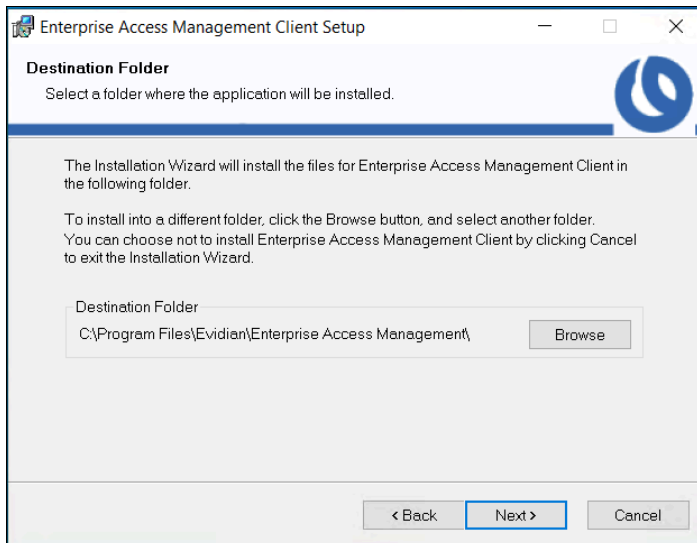 Enterprise Access Management Client Setup
Destination Folder
Select a folder where the application will be installed.
The Installation Wizard will install the files for Enterprise Access Management Client in
the following folder.
To install into a different folder, click the Browse button, and select another folder.
You can choose not to install Enterprise Access Management Client by clicking Cancel
to exit the Installation Wizard.
Destination Folder
C:\Program Files\Evidian\Enterprise Access Management\
Browse
< Back
Next >
Cancel